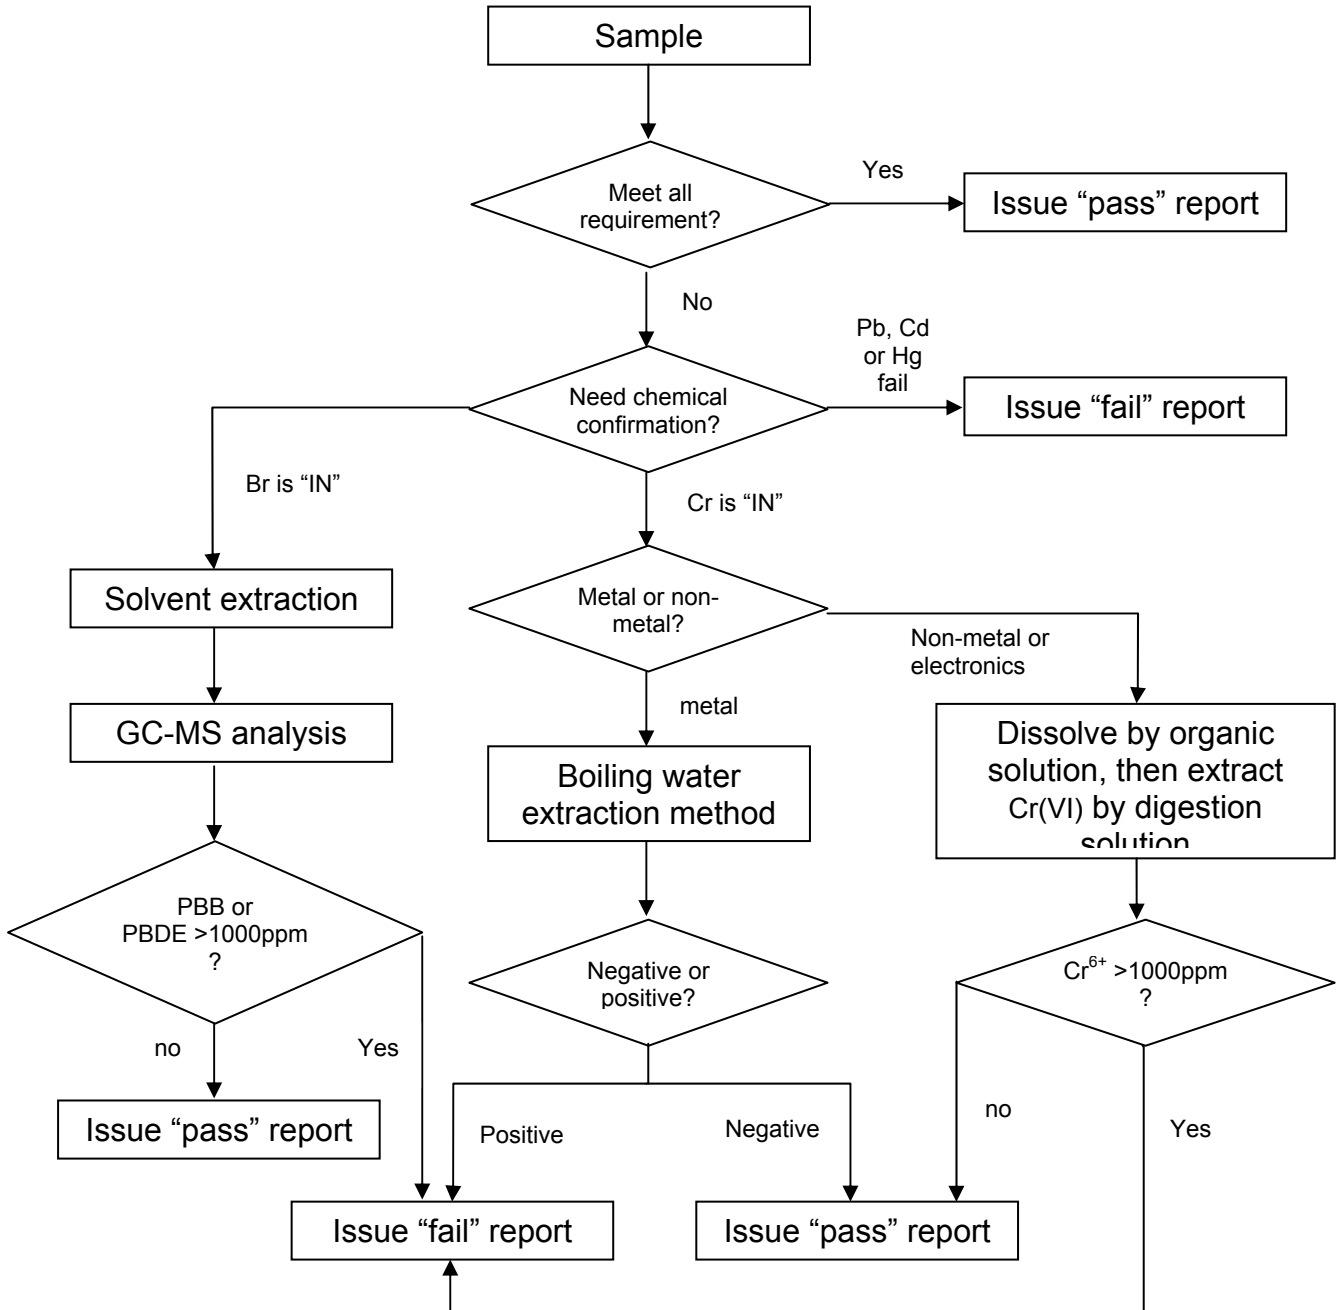 Sample
Meet all
requirement?
Yes
Issue “pass” report
No
Pb, Cd
or Hg
fail
Need chemical
confirmation?
Issue “fail” report
Br is “IN”
Cr is “IN”
Solvent extraction
Metal or non-
metal?
Non-metal or
electronics
metal
GC-MS analysis
Boiling water
extraction method
Dissolve by organic
solution, then extract
Cr(VI) by digestion
solution
PBB or
PBDE >1000ppm
?
Negative or
positive?
Cr⁶⁺ >1000ppm
?
no
Yes
Issue “pass” report
Positive
Negative
no
Yes
Issue “fail” report
Issue “pass” report